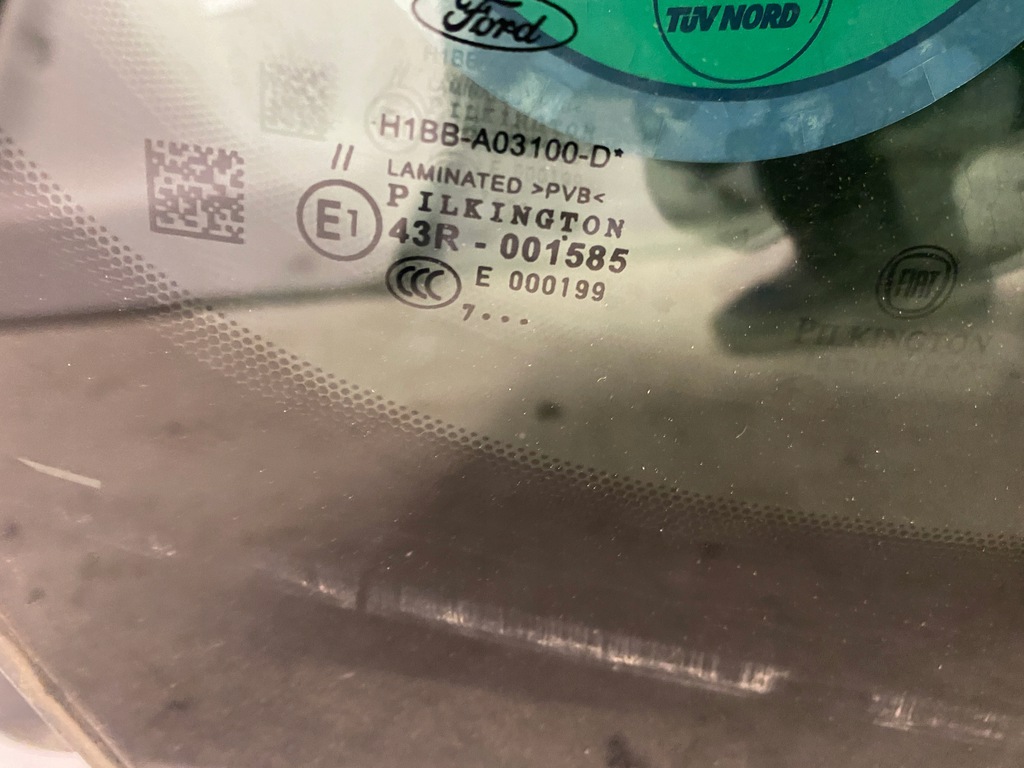 Ford
TÜV NORD
H1BB-A03100-D*
//
LAMINATED >PVB<
PILKINGTON
E1
43R - 001585
CCC E 000199
7•••
FIAT
PILKINGTON